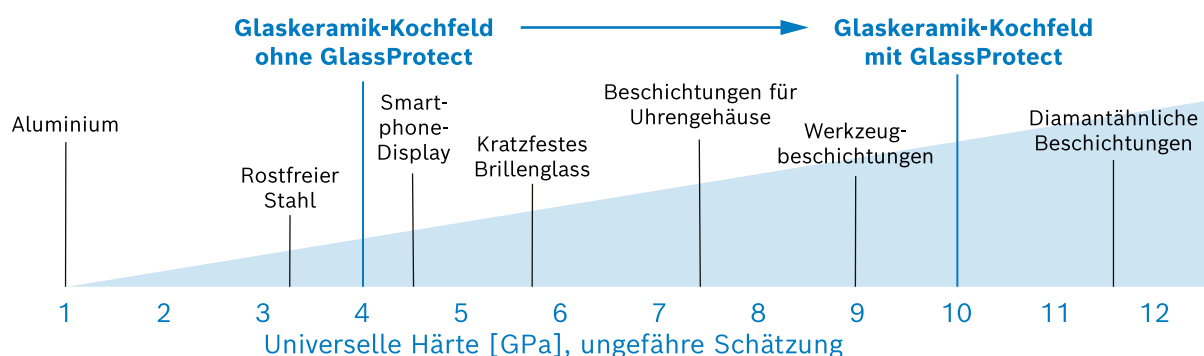 Glaskeramik-Kochfeld
ohne GlassProtect
Glaskeramik-Kochfeld
mit GlassProtect
Aluminium
Rostfreier
Stahl
Smart-
phone-
Display
Kratzfestes
Brillenglass
Beschichtungen für
Uhrengehäuse
Werkzeug-
beschichtungen
Diamantähnliche
Beschichtungen
1 2 3 4 5 6 7 8 9 10 11 12
Universelle Härte [GPa], ungefähre Schätzung